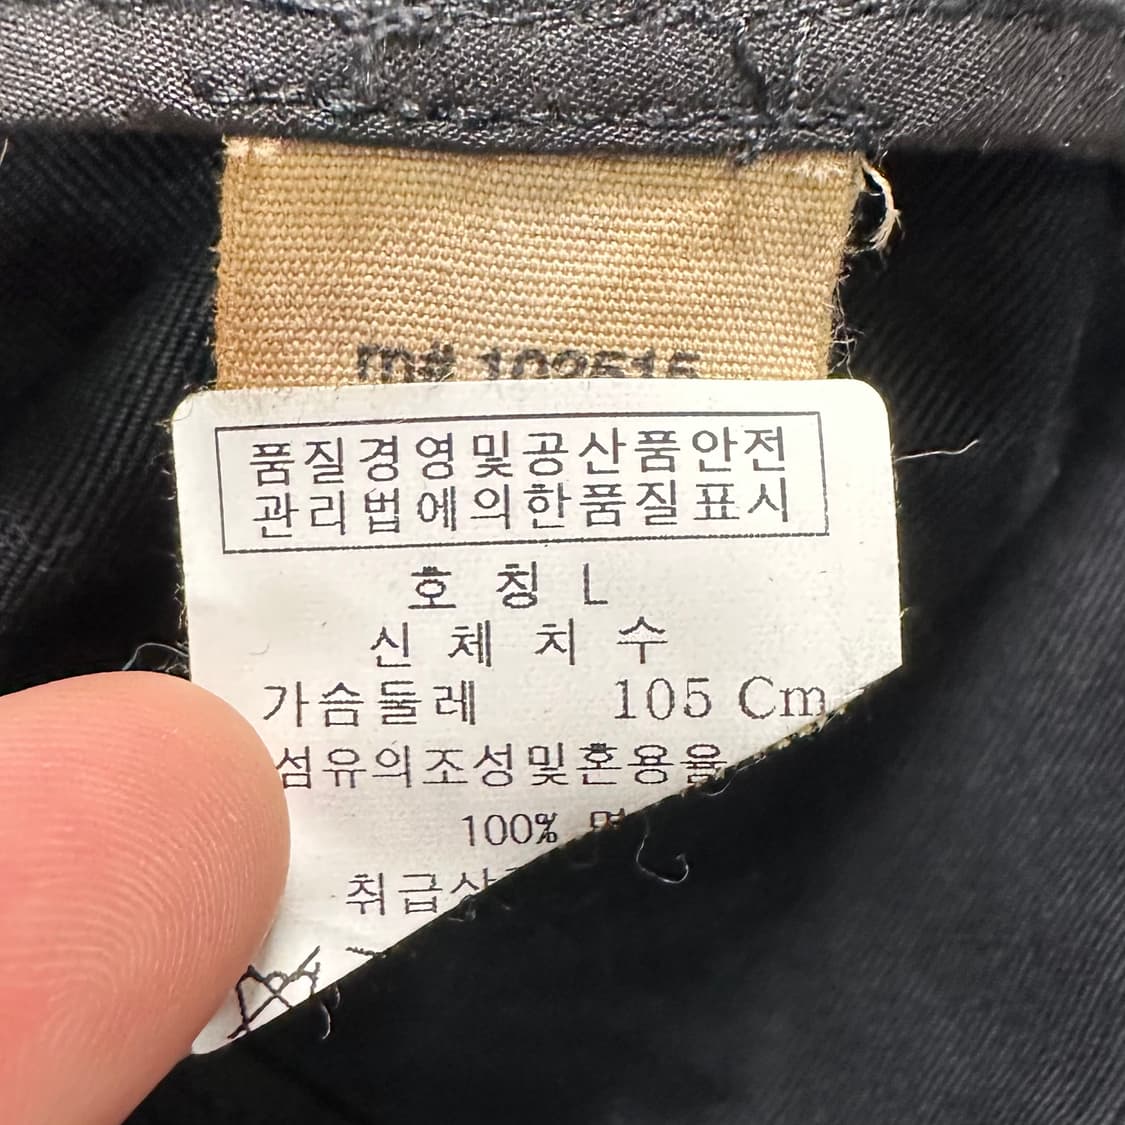 품질경영및공산품안전
관리법에의한품질표시
호 칭 L
신 체 치 수
가슴둘레 105 Cm
섬유의조성및혼용율
100%